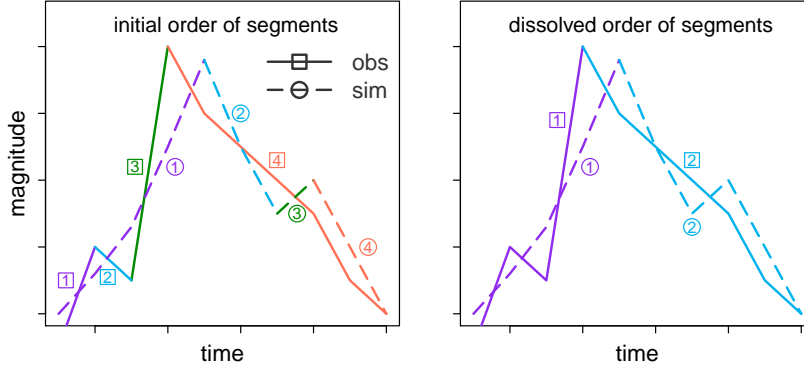 initial order of segments
obs
sim
1
2
3
4
1
2
3
4
magnitude
time
dissolved order of segments
1
2
1
2
time